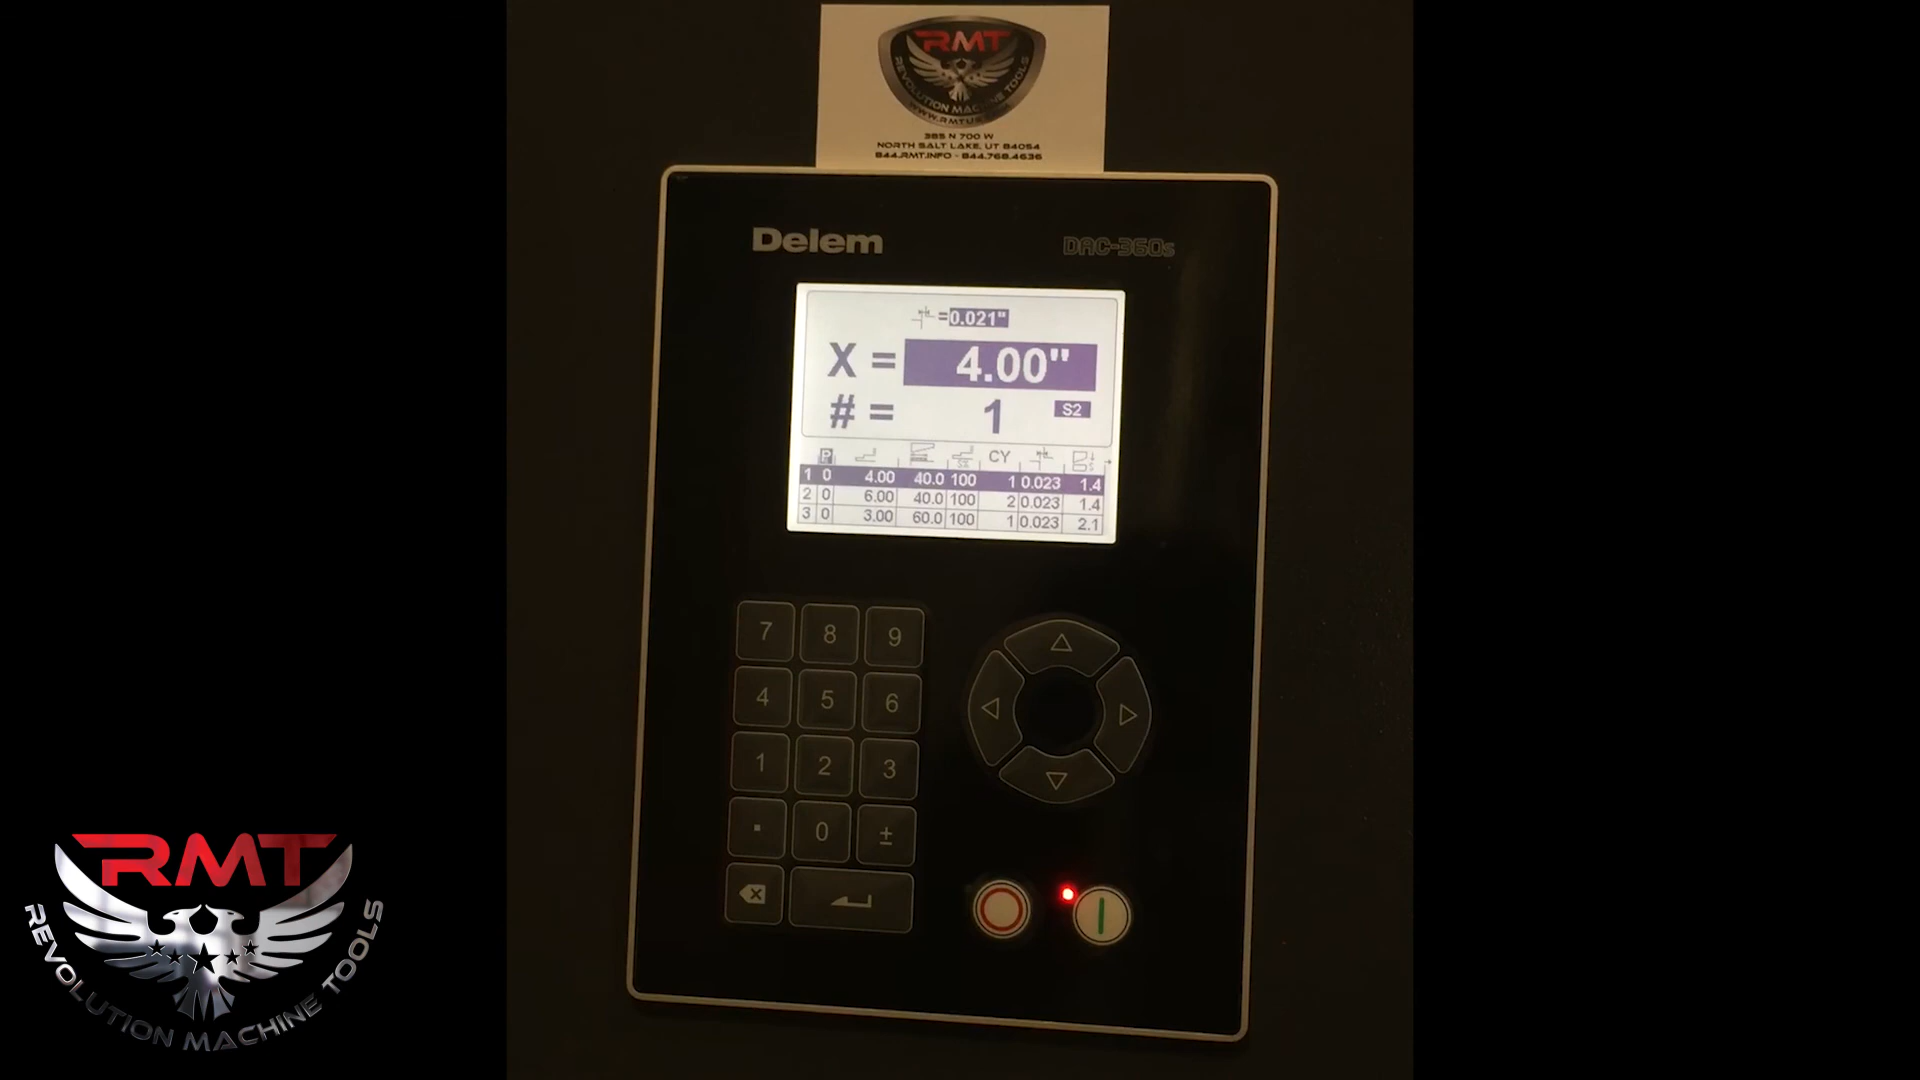 RMT
REVOLUTION MACHINE TOOLS
385 N 700 W
NORTH SALT LAKE, UT 84054
844.RMT.INFO - 844.768.4636
Delem DAC-360s
=0.021"
X = 4.00"
# = 1 S2
P CY
1 0 4.00 40.0 100 1 0.023 1.4
2 0 6.00 40.0 100 2 0.023 1.4
3 0 3.00 60.0 100 1 0.023 2.1
7 8 9
4 5 6
1 2 3
. 0 ±
RMT
REVOLUTION MACHINE TOOLS